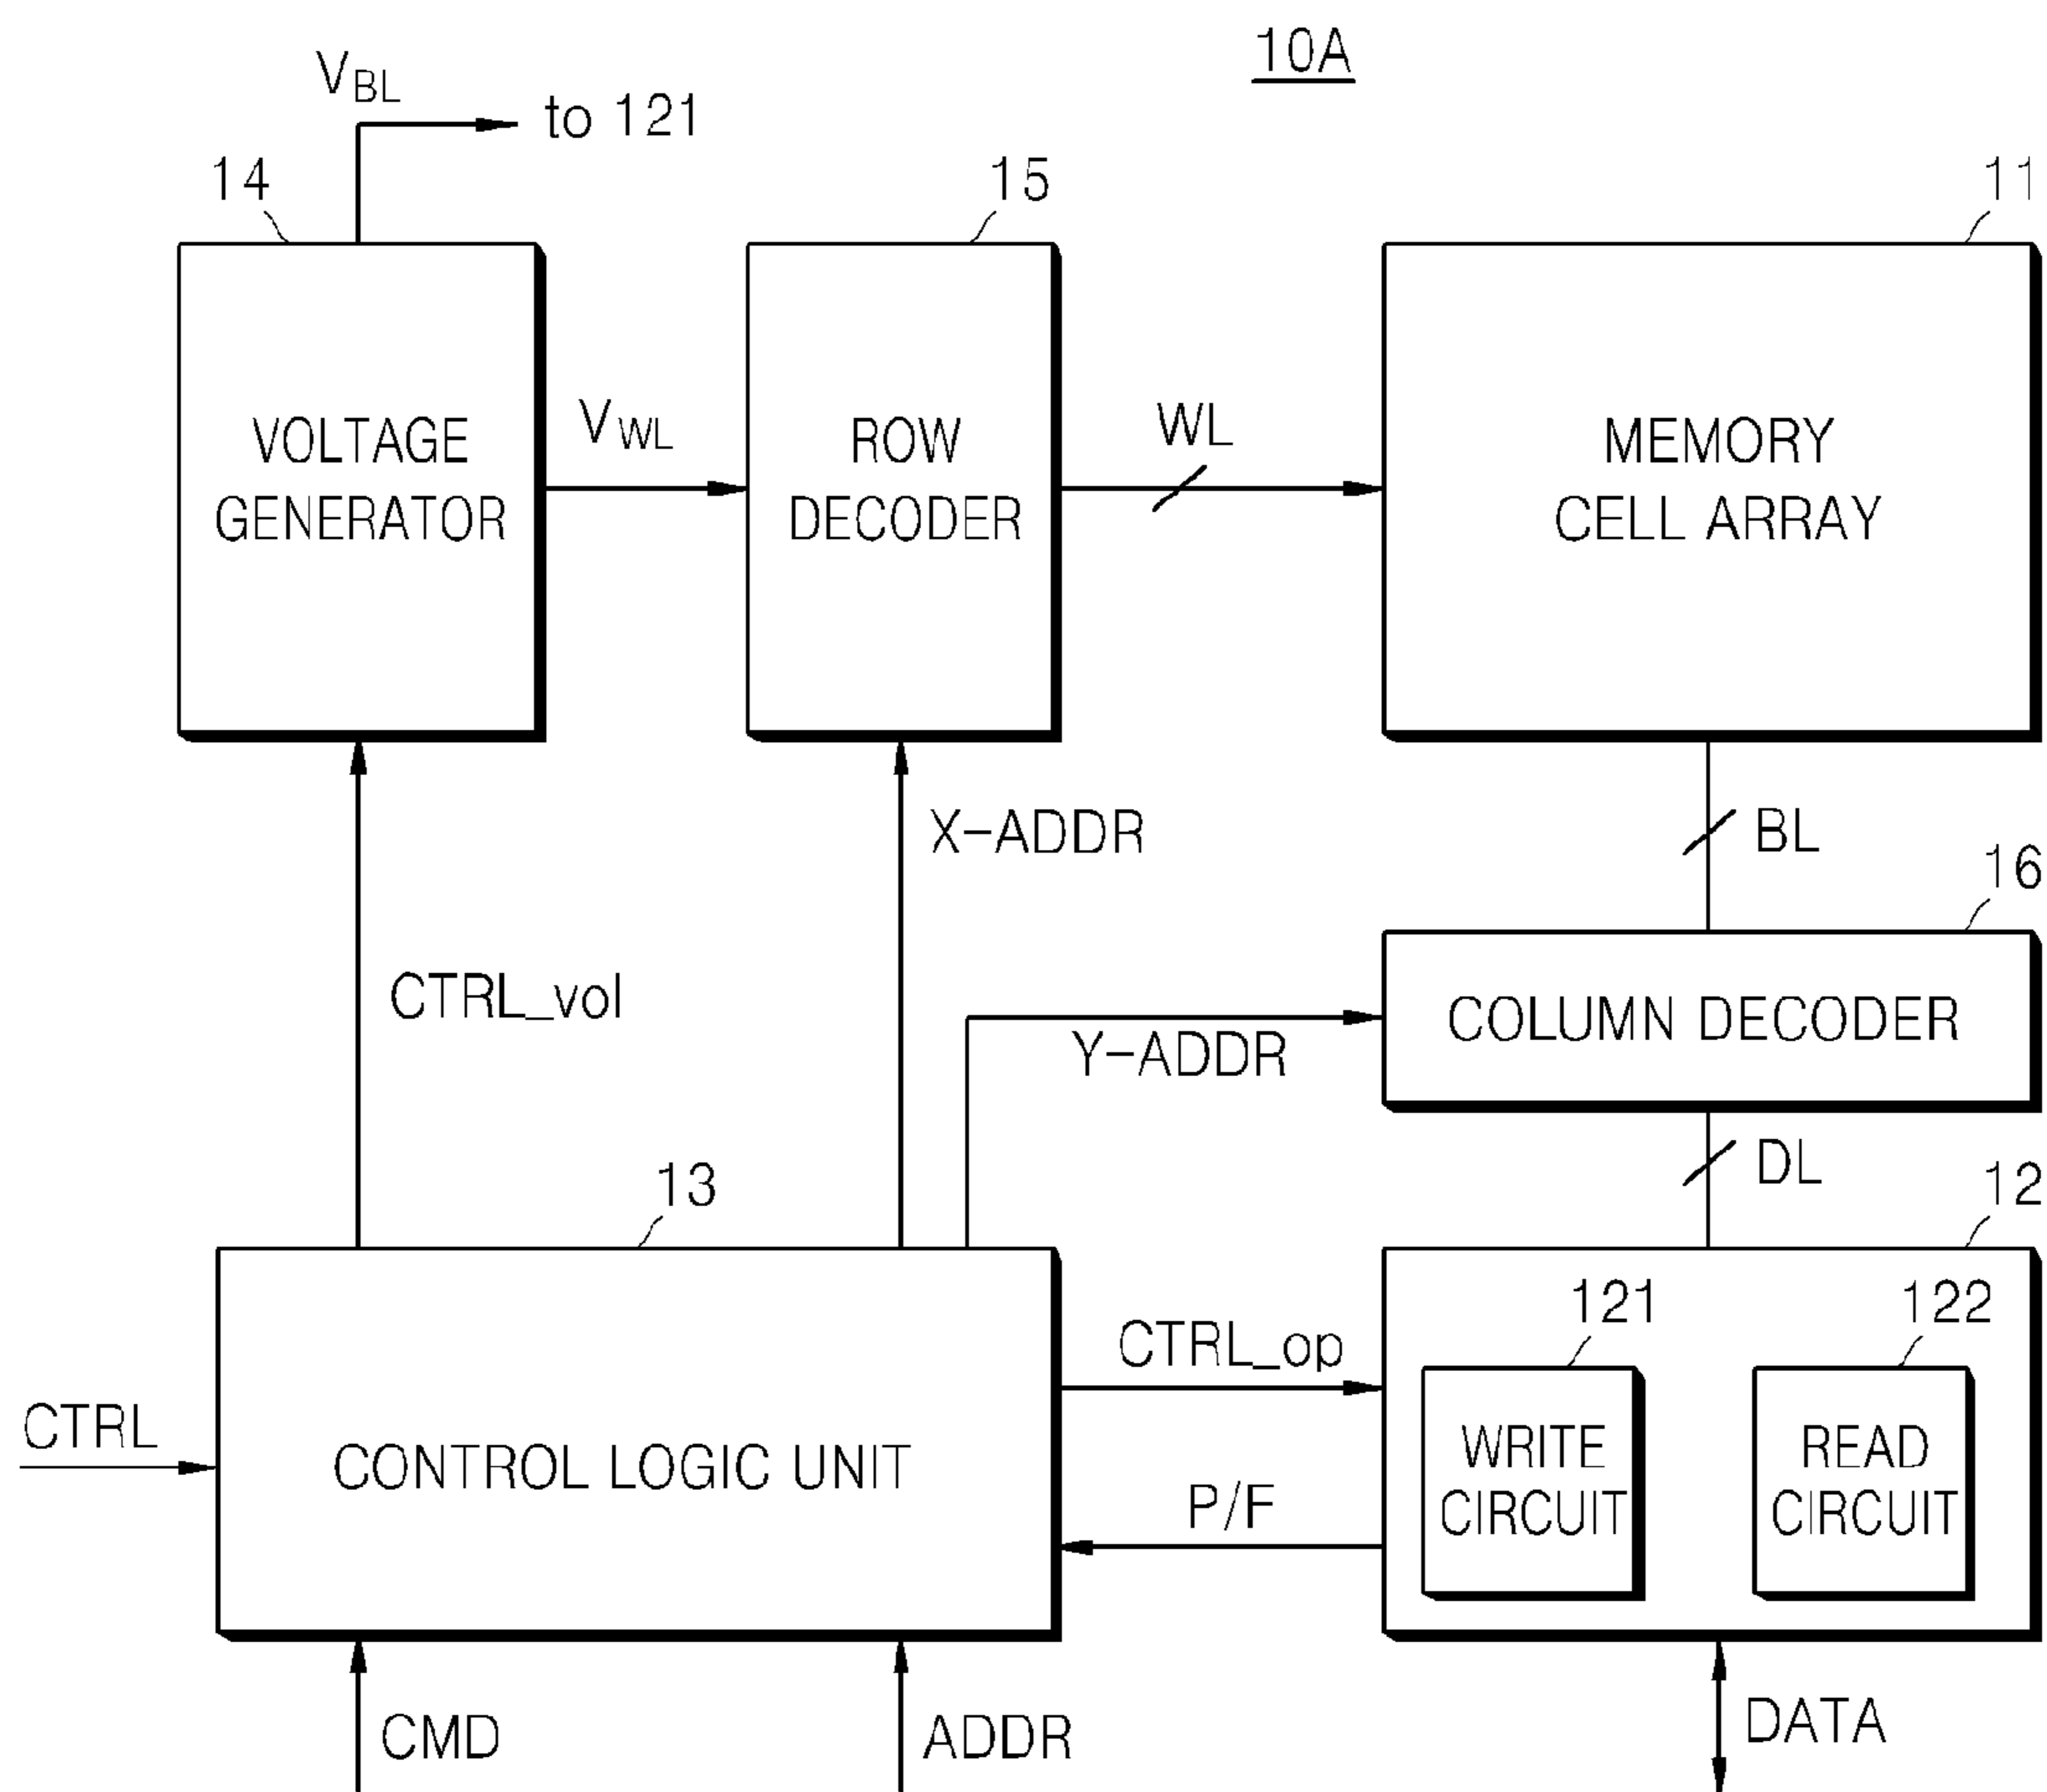 10A
V_BL
to 121
14
15
11
VOLTAGE
GENERATOR
V_WL
ROW
DECODER
WL
MEMORY
CELL ARRAY
X-ADDR
BL
16
CTRL_vol
COLUMN DECODER
Y-ADDR
DL
13
12
121
122
CTRL_op
CTRL
CONTROL LOGIC UNIT
WRITE
CIRCUIT
READ
CIRCUIT
P/F
CMD
ADDR
DATA